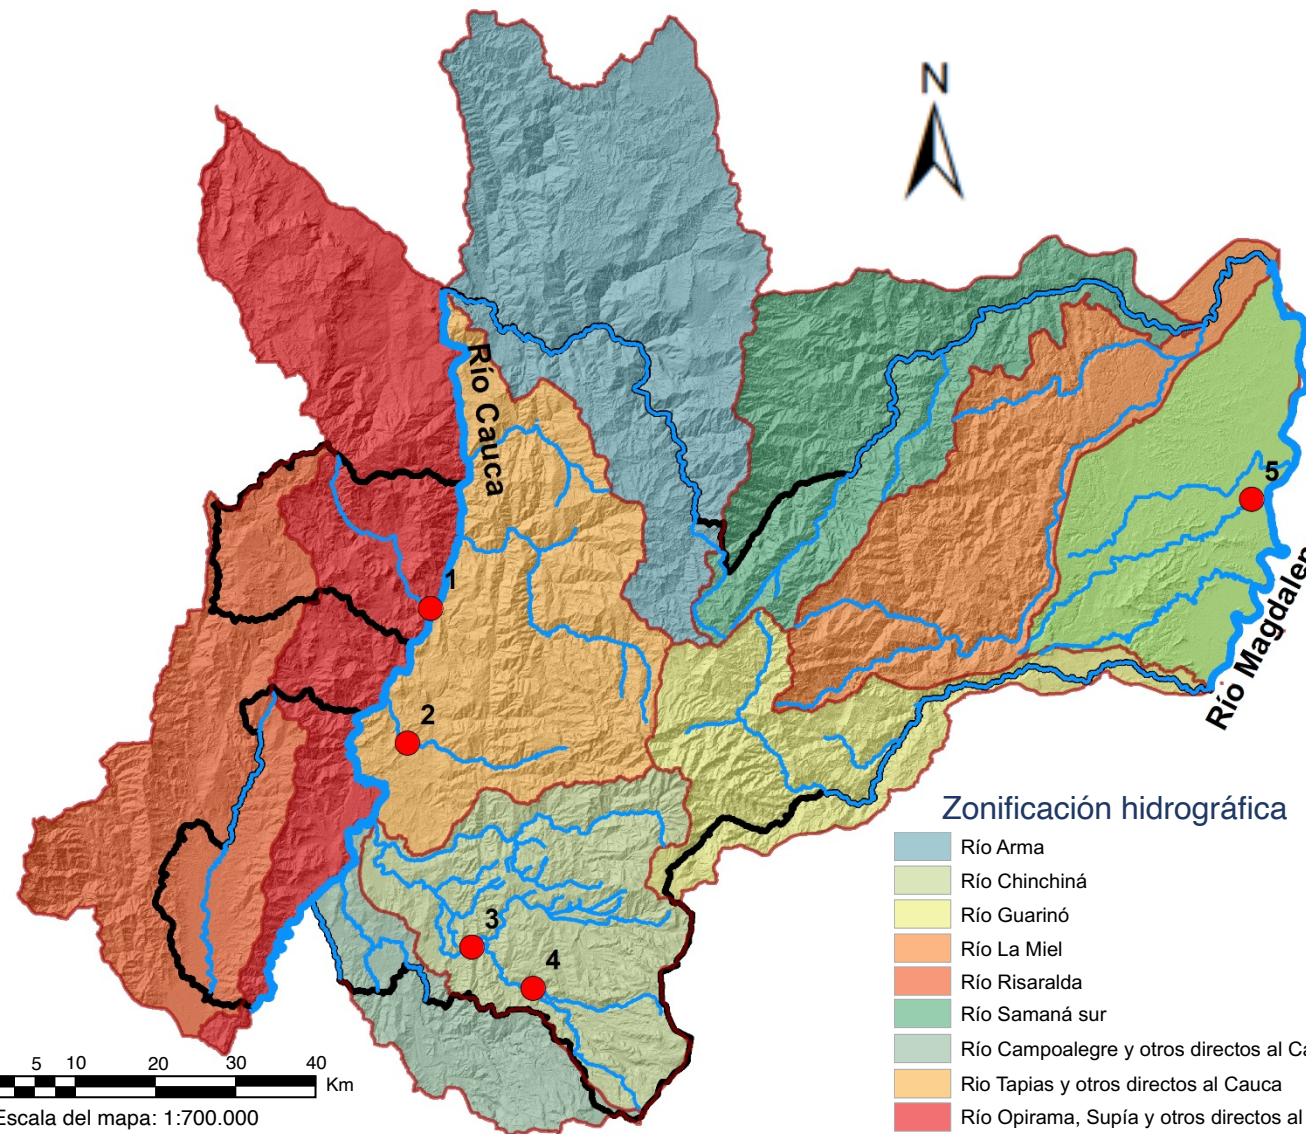 N
Río Cauca
5
1
Río Magdalen
2
Zonificación hidrográfica
Río Arma
Río Chinchiná
3
Río Guarinó
4
Río La Miel
Río Risaralda
Río Samaná sur
Río Campoalegre y otros directos al Ca
Rio Tapias y otros directos al Cauca
Río Opirama, Supía y otros directos al
5 10 20 30 40
Km
Escala del mapa: 1:700.000